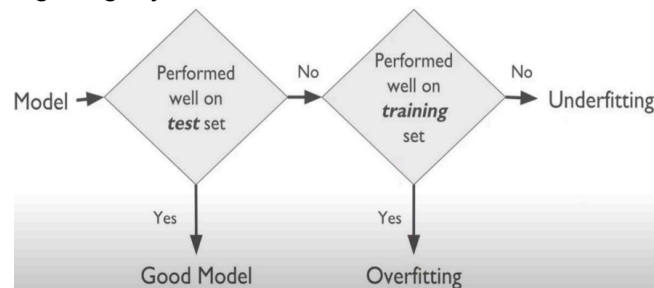 Performed
well on
test set
Performed
well on
training
set
Model
No
No
Underfitting
Yes
Yes
Good Model
Overfitting